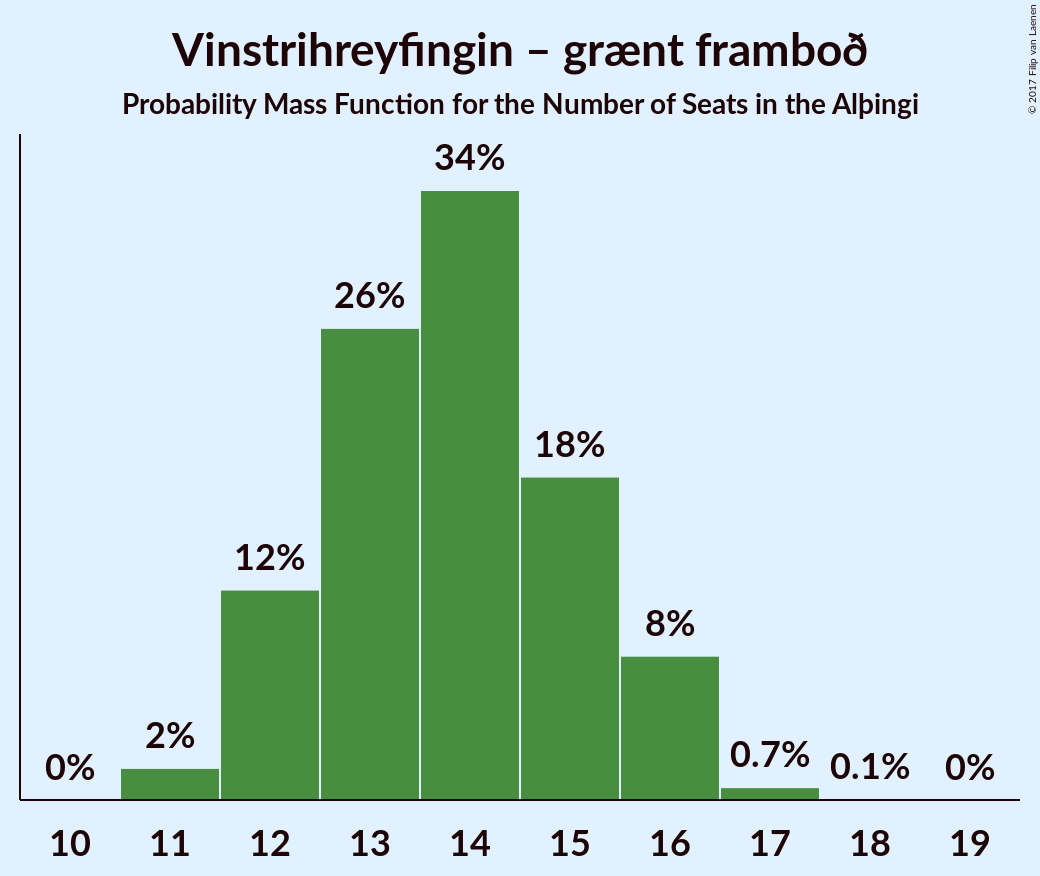 Vinstrihreyfingin – grænt framboð
Probability Mass Function for the Number of Seats in the Alþingi
© 2017 Filip van Laenen
34%
26%
18%
12%
8%
2%
0.7%
0.1%
0%
0%
10 11 12 13 14 15 16 17 18 19